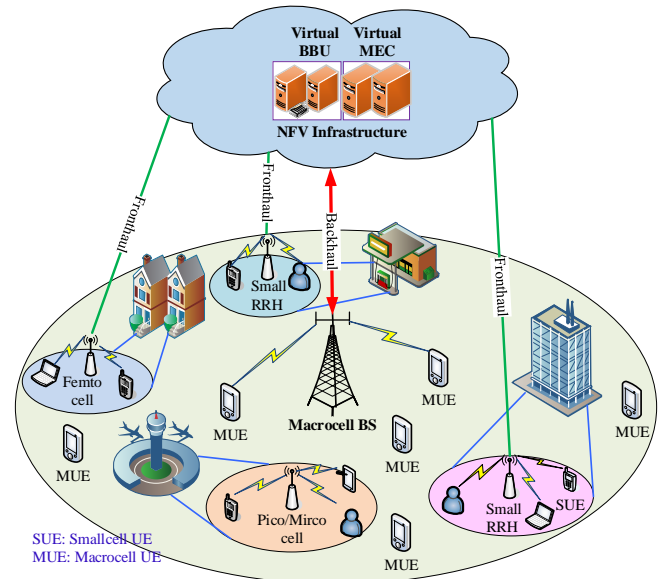 Virtual BBU
Virtual MEC
NFV Infrastructure
Fronthaul
Fronthaul
Backhaul
Fronthaul
Small
RRH
Femto
cell
MUE
MUE
Macrocell BS
MUE
MUE
MUE
Pico/Mirco
cell
Small
RRH
SUE
MUE
SUE: Smallcell UE
MUE: Macrocell UE